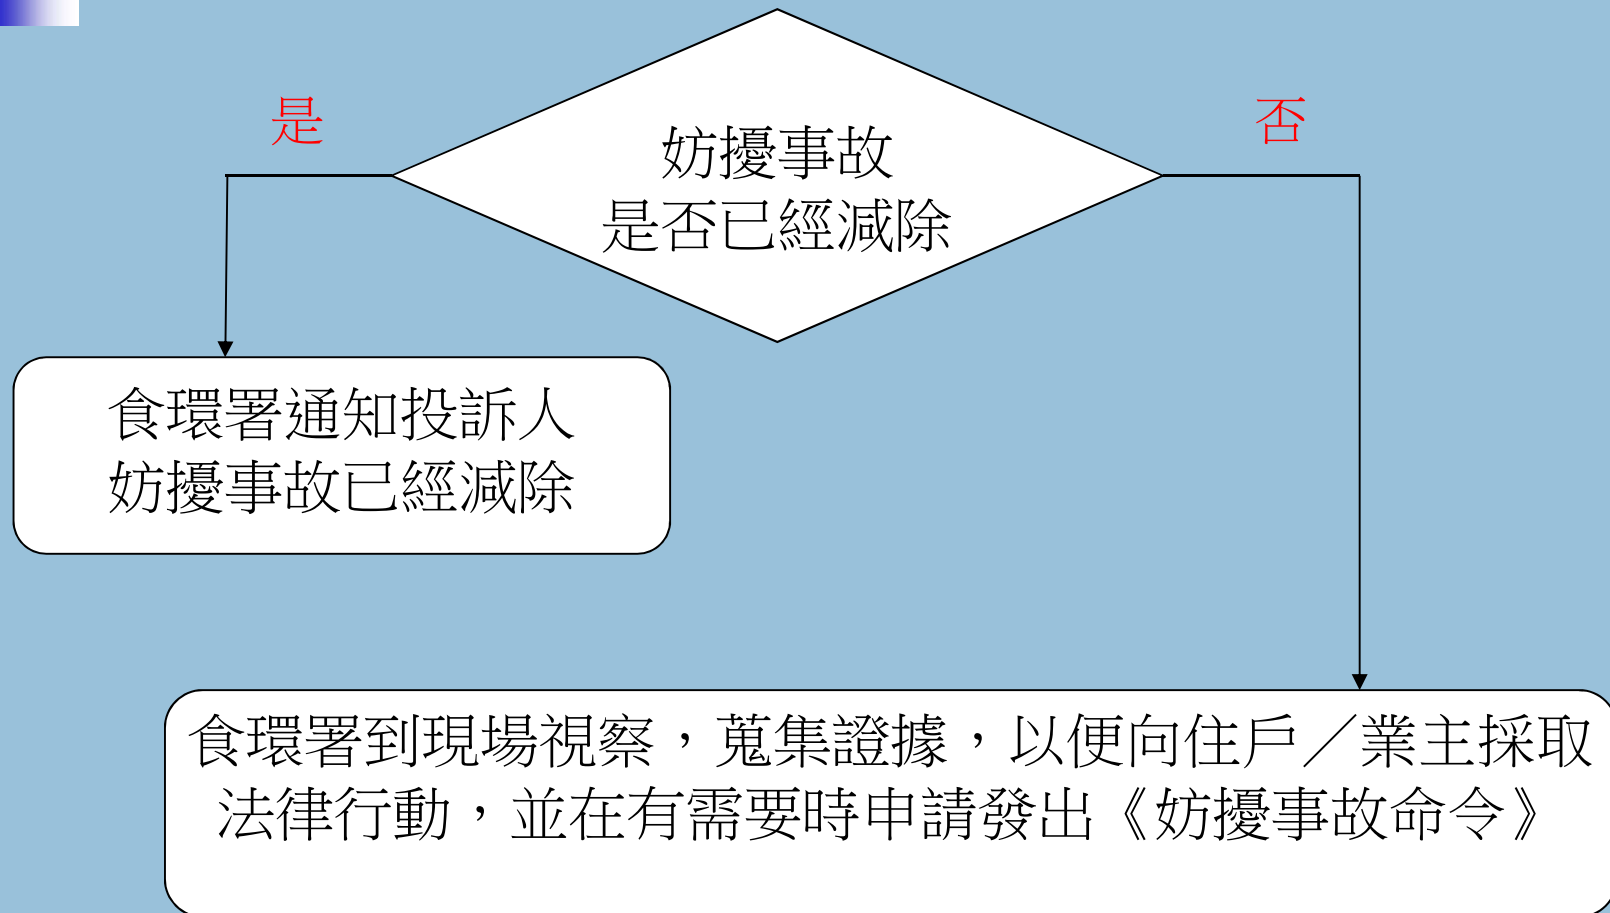 是
否
妨擾事故
是否已經減除
食環署通知投訴人
妨擾事故已經減除
食環署到現場視察，蒐集證據，以便向住戶／業主採取
法律行動，並在有需要時申請發出《妨擾事故命令》